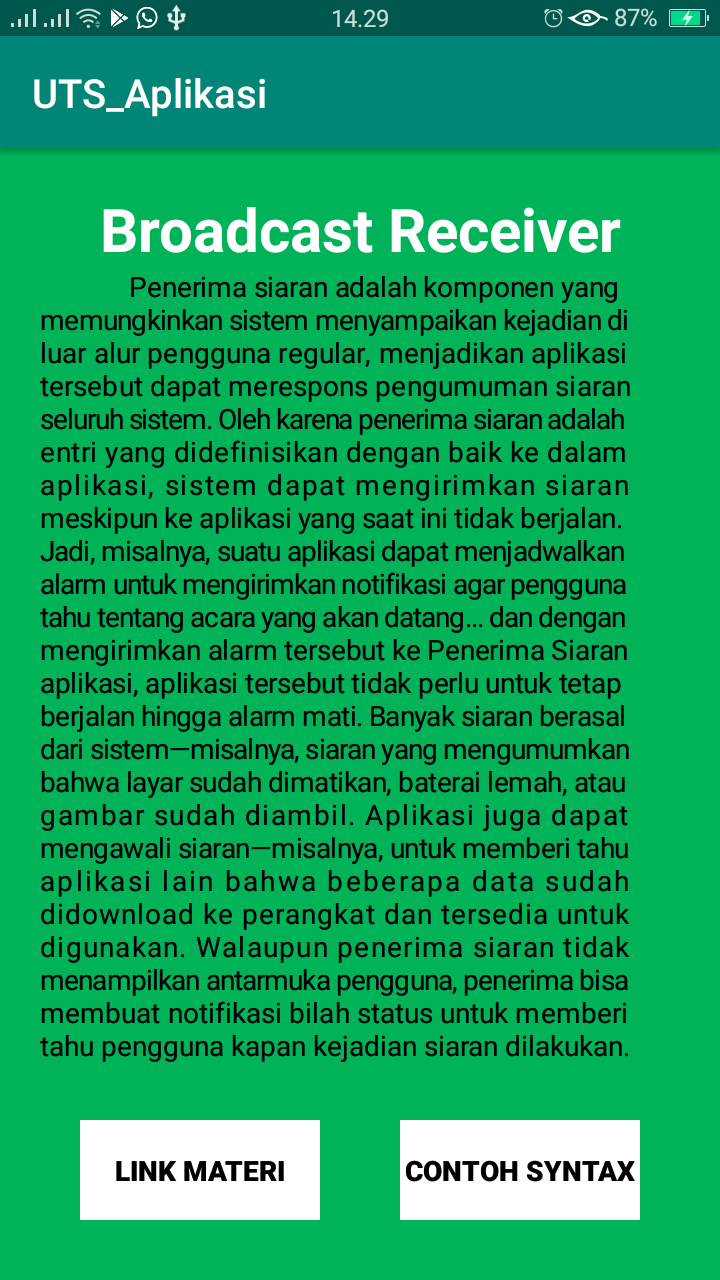 14.29
87%
UTS_Aplikasi
Broadcast Receiver
Penerima siaran adalah komponen yang
memungkinkan sistem menyampaikan kejadian di
luar alur pengguna regular, menjadikan aplikasi
tersebut dapat merespons pengumuman siaran
seluruh sistem. Oleh karena penerima siaran adalah
entri yang didefinisikan dengan baik ke dalam
aplikasi, sistem dapat mengirimkan siaran
meskipun ke aplikasi yang saat ini tidak berjalan.
Jadi, misalnya, suatu aplikasi dapat menjadwalkan
alarm untuk mengirimkan notifikasi agar pengguna
tahu tentang acara yang akan datang... dan dengan
mengirimkan alarm tersebut ke Penerima Siaran
aplikasi, aplikasi tersebut tidak perlu untuk tetap
berjalan hingga alarm mati. Banyak siaran berasal
dari sistem—misalnya, siaran yang mengumumkan
bahwa layar sudah dimatikan, baterai lemah, atau
gambar sudah diambil. Aplikasi juga dapat
mengawali siaran—misalnya, untuk memberi tahu
aplikasi lain bahwa beberapa data sudah
didownload ke perangkat dan tersedia untuk
digunakan. Walaupun penerima siaran tidak
menampilkan antarmuka pengguna, penerima bisa
membuat notifikasi bilah status untuk memberi
tahu pengguna kapan kejadian siaran dilakukan.
LINK MATERI
CONTOH SYNTAX